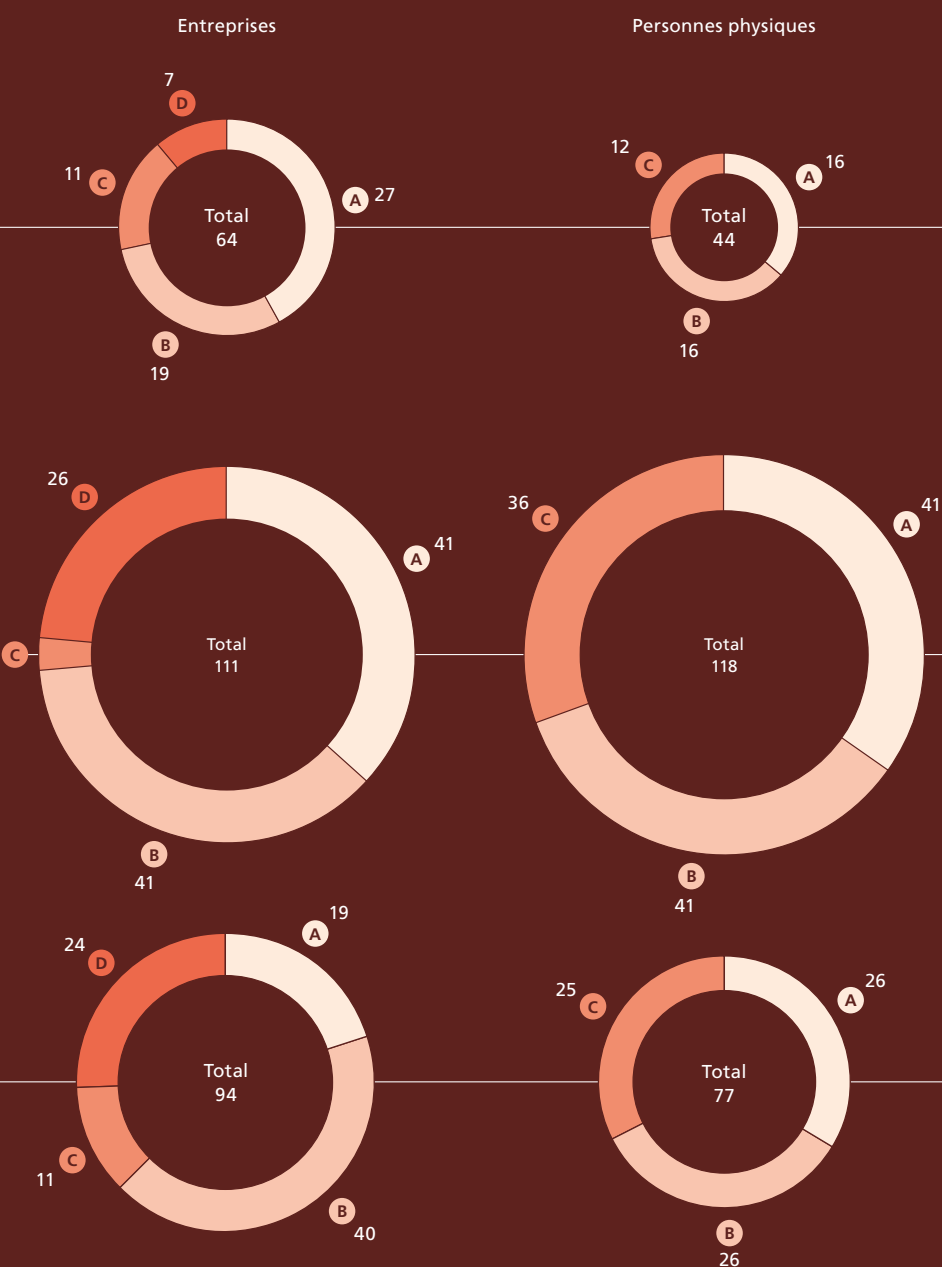 Entreprises
Personnes physiques
7
D
11
C
A 27
Total
64
B
19
12
C
A
16
Total
44
B
16
26
D
A
41
C
Total
111
B
41
36
C
A
41
Total
118
B
41
24
D
A
19
Total
94
C
11
B
40
25
C
A
26
Total
77
B
26